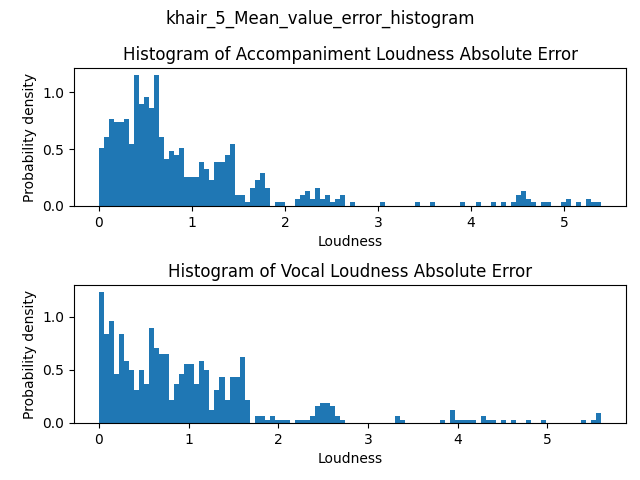 khair_5_Mean_value_error_histogram
Histogram of Accompaniment Loudness Absolute Error
Probability density
1.0
0.5
0.0
0 1 2 3 4 5
Loudness
Histogram of Vocal Loudness Absolute Error
Probability density
1.0
0.5
0.0
0 1 2 3 4 5
Loudness